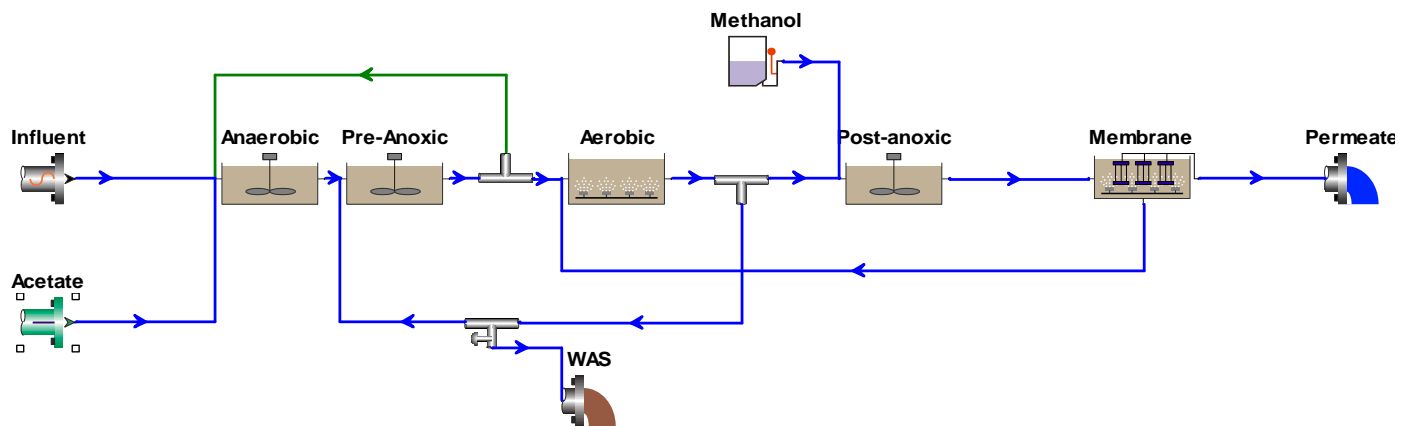 Methanol
Influent
Anaerobic
Pre-Anoxic
Aerobic
Post-anoxic
Membrane
Permeate
Acetate
WAS